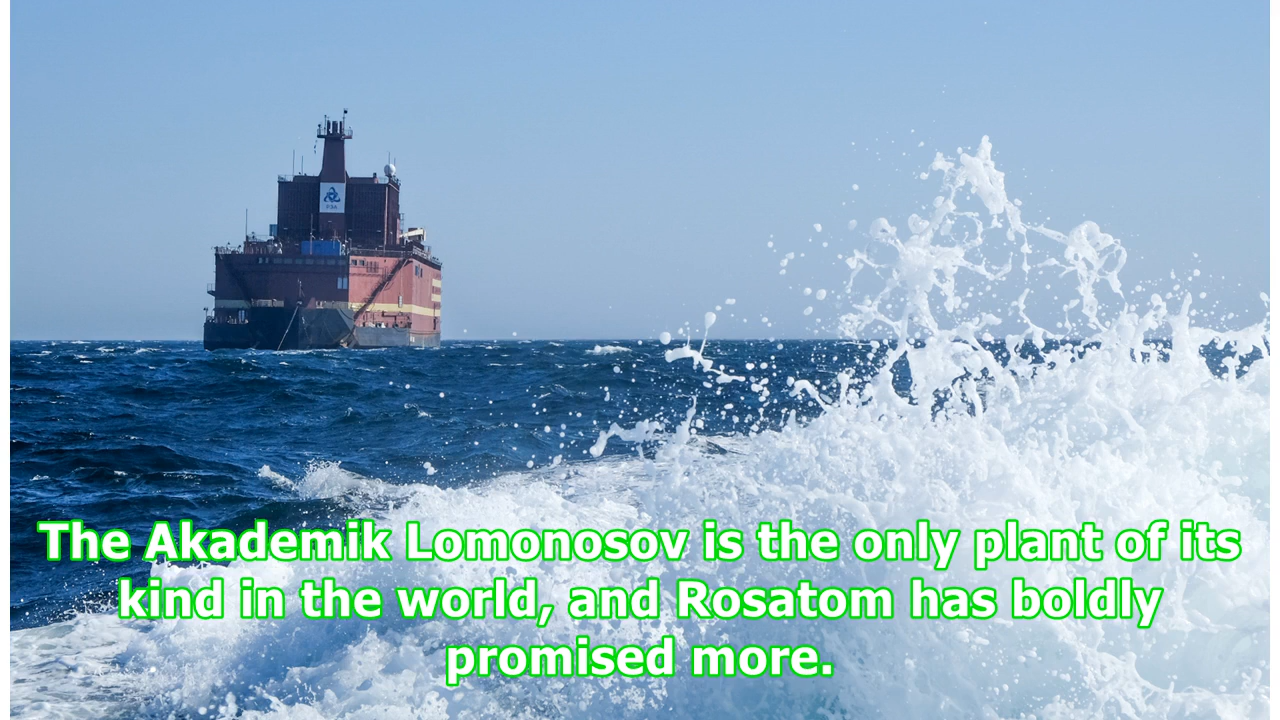 The Akademik Lomonosov is the only plant of its
kind in the world, and Rosatom has boldly
promised more.